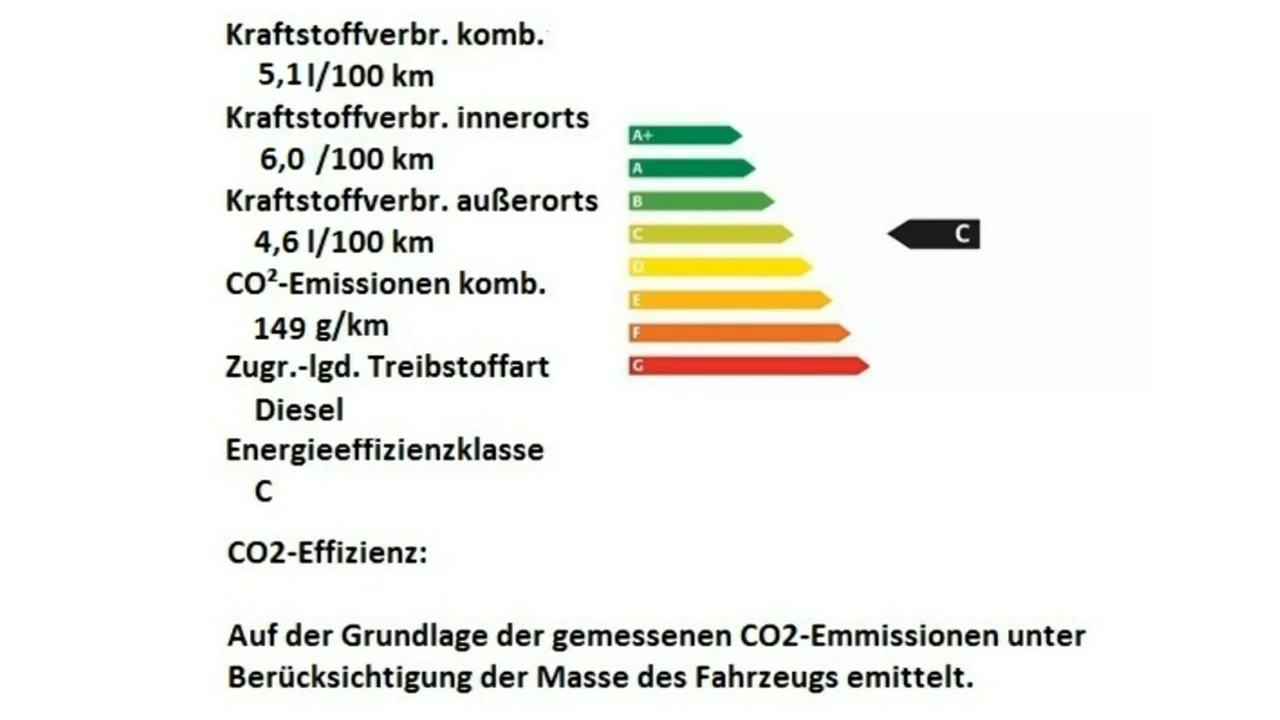 Kraftstoffverbr. komb.
5,1 l/100 km
Kraftstoffverbr. innerorts
6,0 /100 km
Kraftstoffverbr. außerorts
4,6 l/100 km
CO²-Emissionen komb.
149 g/km
Zugr.-lgd. Treibstoffart
Diesel
Energieeffizienzklasse
C
A+
A
B
C
D
E
F
G
C
CO2-Effizienz:
Auf der Grundlage der gemessenen CO2-Emmissionen unter
Berücksichtigung der Masse des Fahrzeugs emittelt.